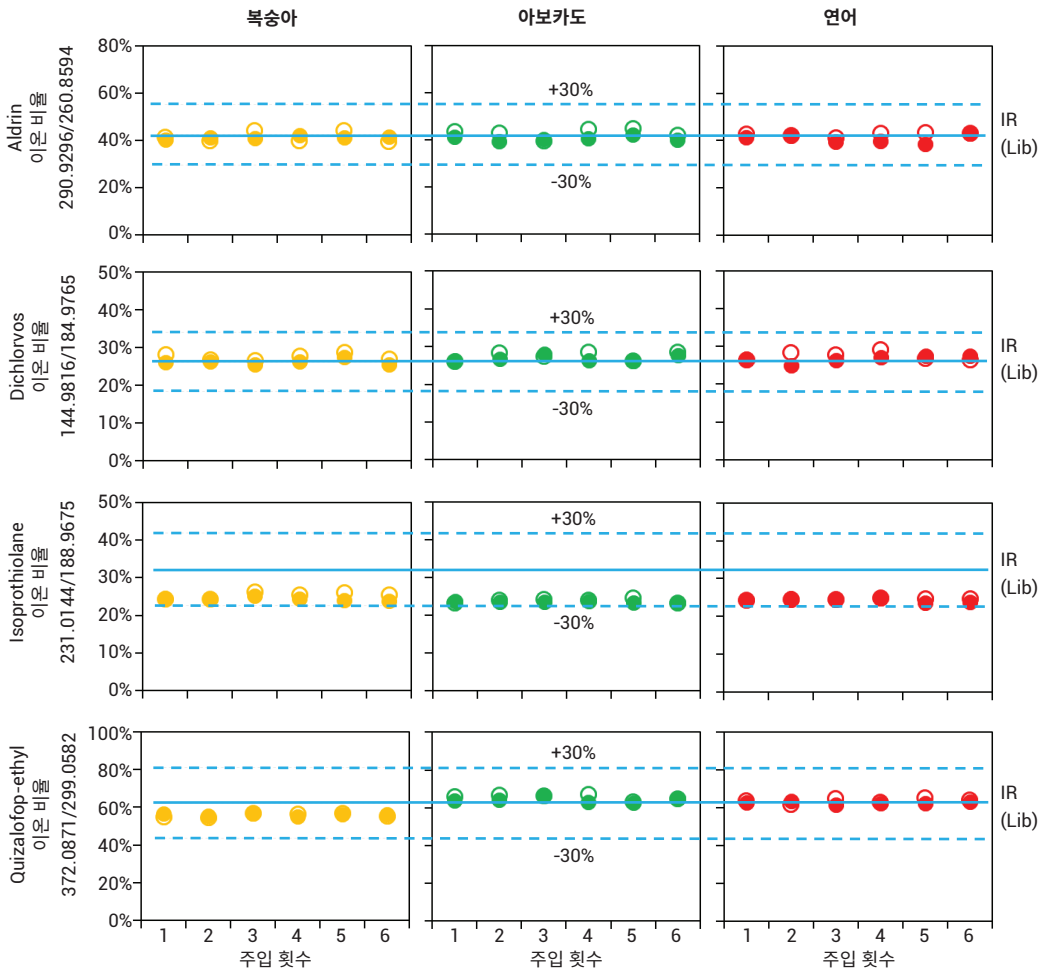 복숭아
아보카도
연어
Aldrin
이온 비율
290.9296/260.8594
80%
60%
40%
20%
0%
+30%
-30%
IR
(Lib)
Dichlorvos
이온 비율
144.9816/184.9765
50%
40%
30%
20%
10%
0%
+30%
-30%
IR
(Lib)
Isoprothiolane
이온 비율
231.0144/188.9675
50%
40%
30%
20%
10%
0%
+30%
-30%
IR
(Lib)
Quizalofop-ethyl
이온 비율
372.0871/299.0582
100%
80%
60%
40%
20%
0%
+30%
-30%
IR
(Lib)
1 2 3 4 5 6
주입 횟수
1 2 3 4 5 6
주입 횟수
1 2 3 4 5 6
주입 횟수